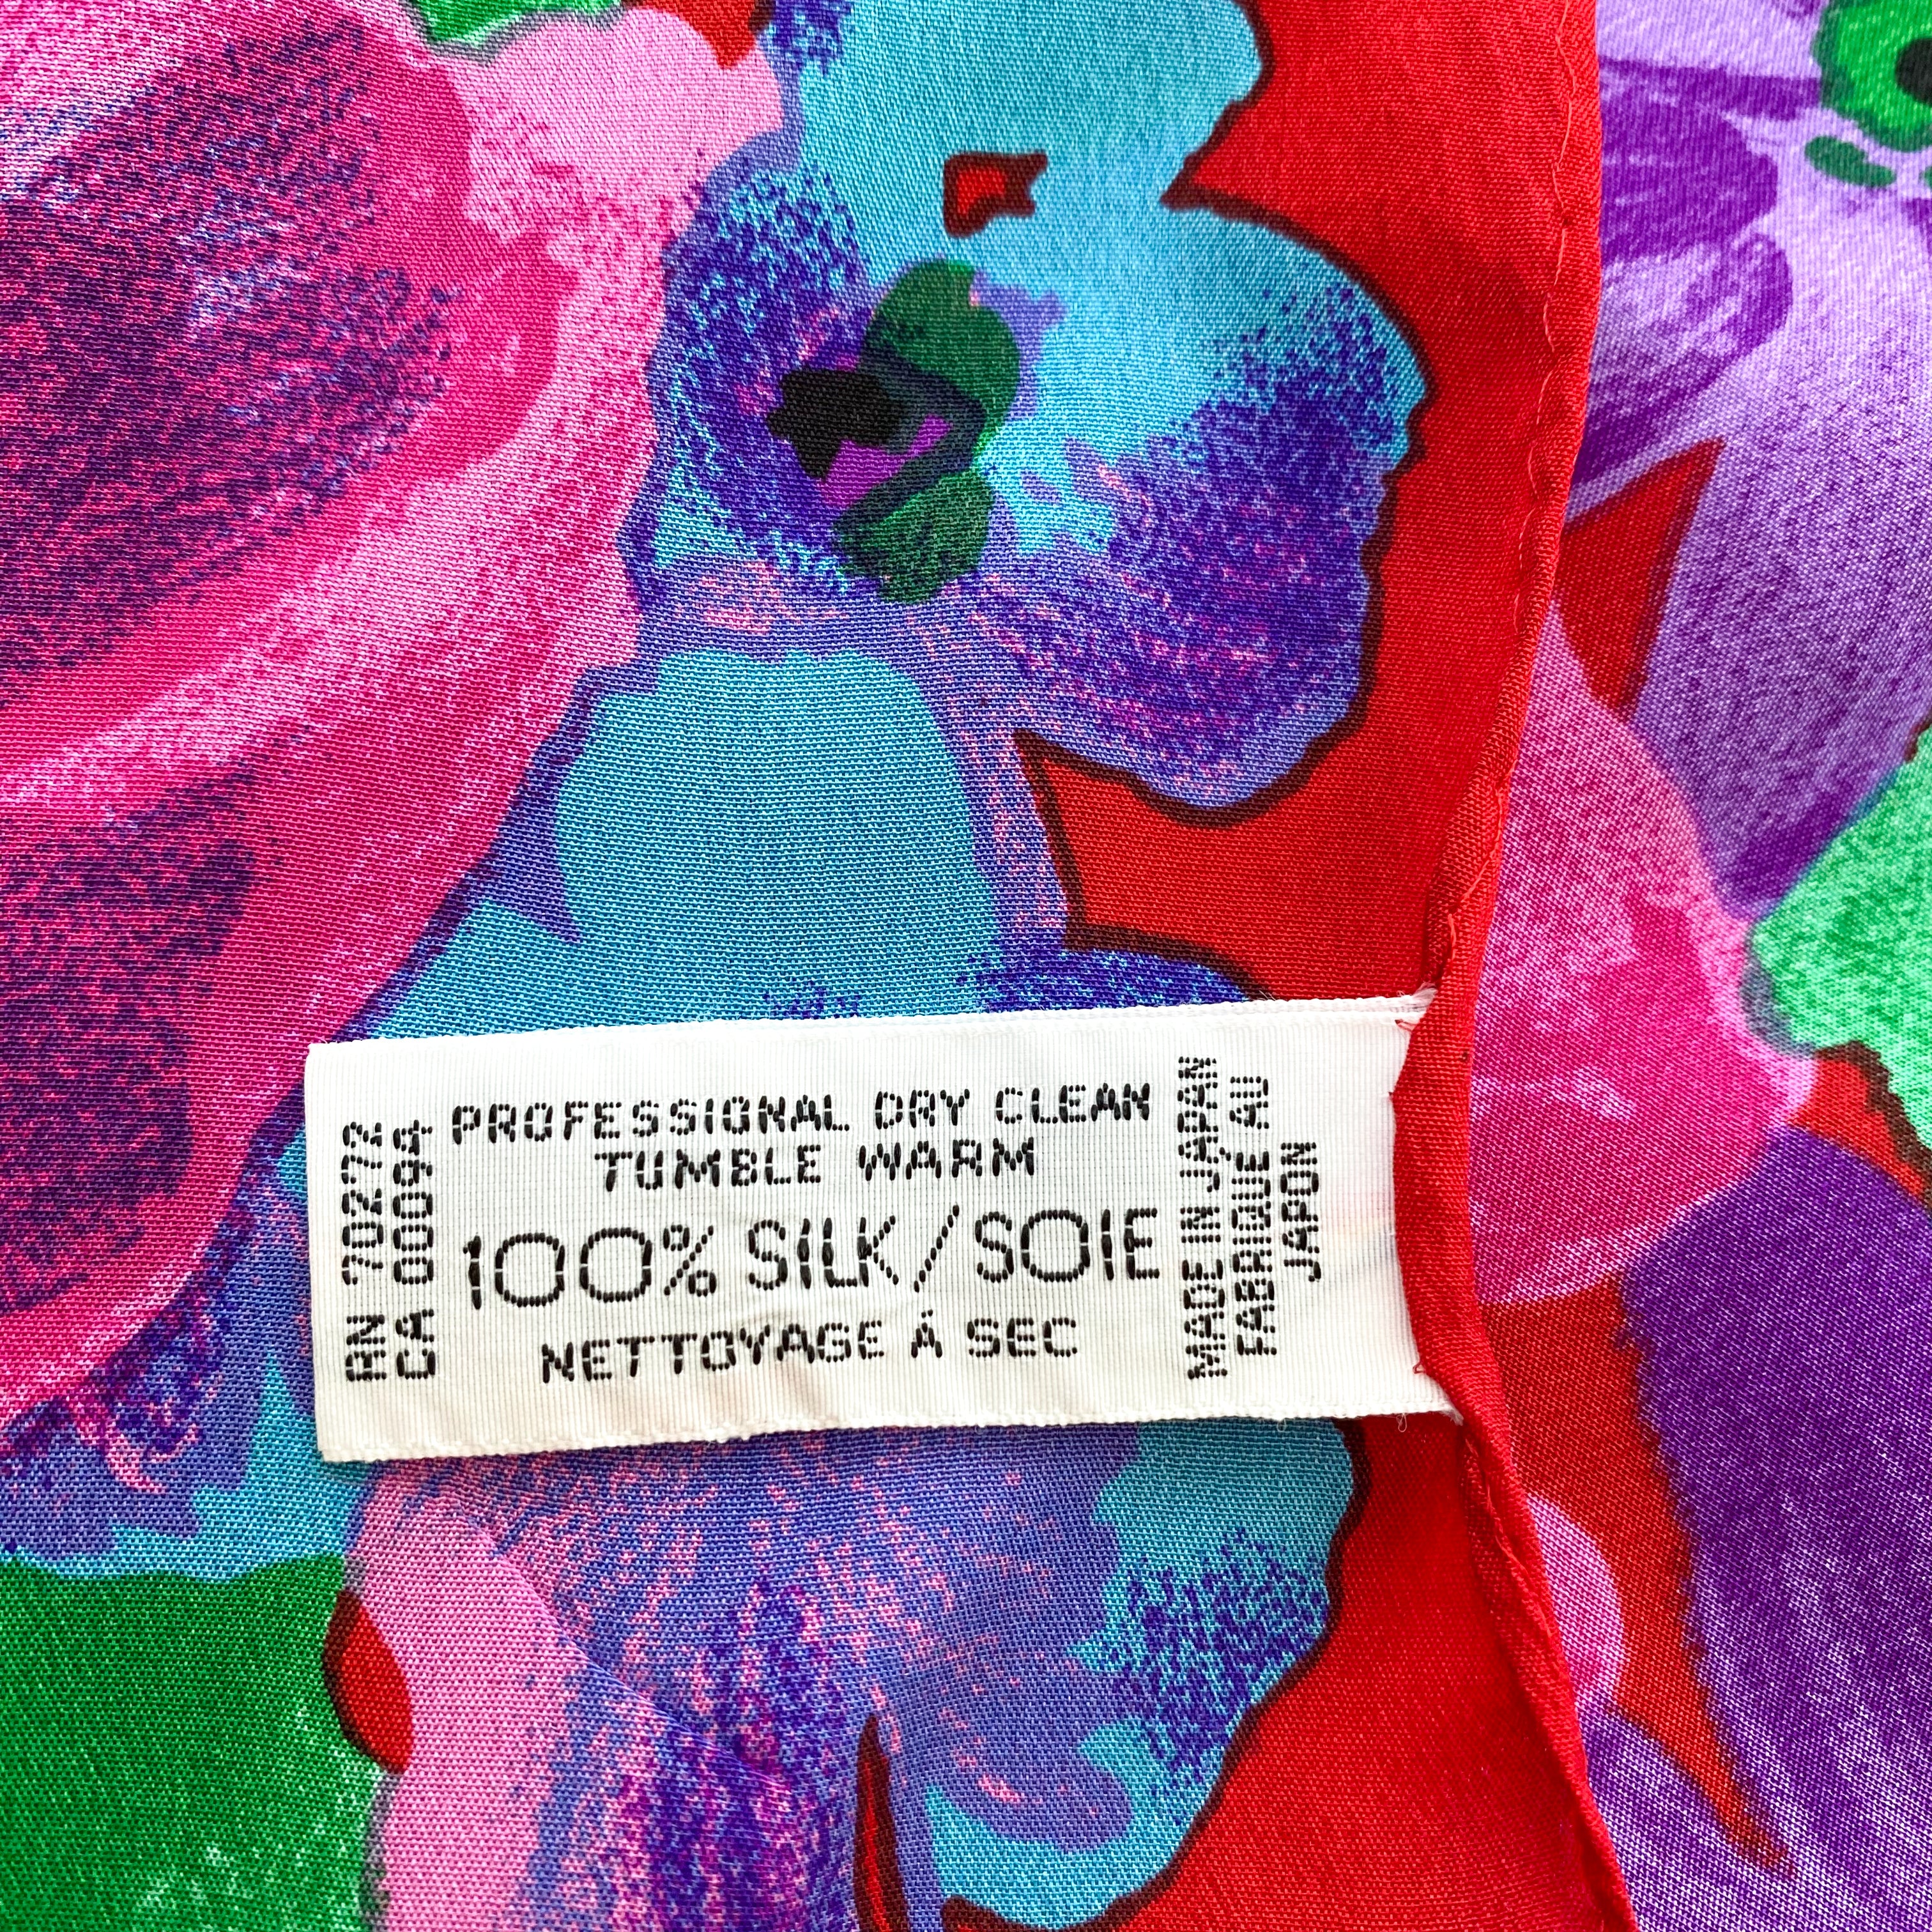 RN 70272
CA 00094
PROFESSIONAL DRY CLEAN
TUMBLE WARM
100% SILK/SOIE
NETTOYAGE Á SEC
MADE IN JAPAN
FABRIQUÉ AU
JAPON